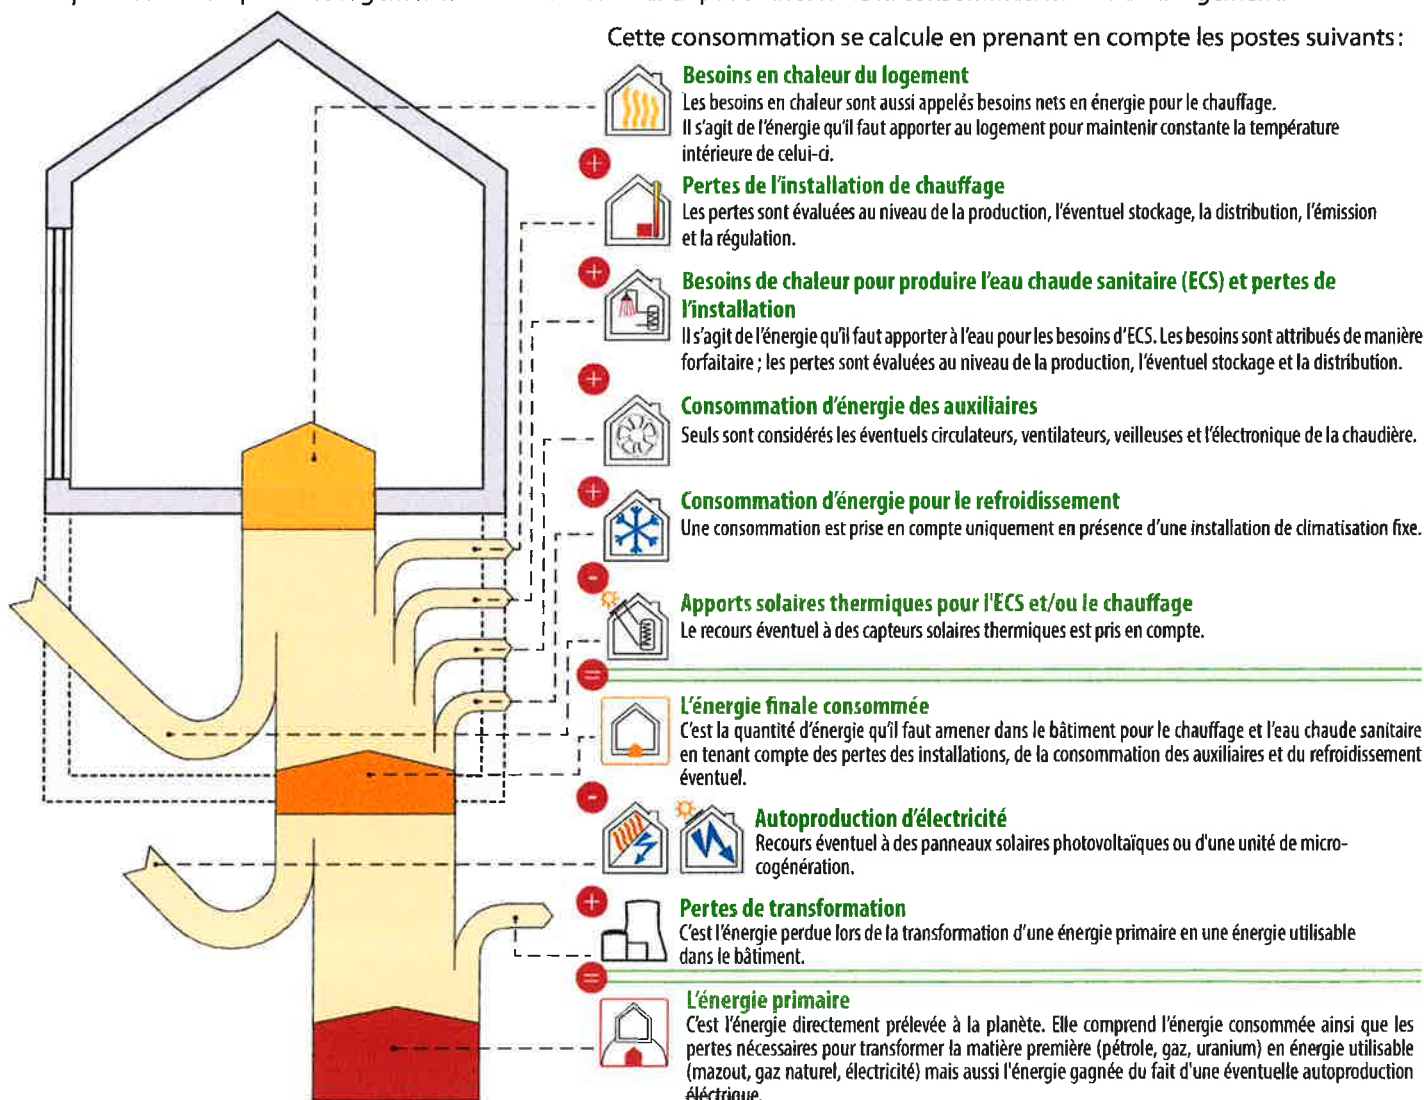 Cette consommation se calcule en prenant en compte les postes suivants :
Besoins en chaleur du logement
Les besoins en chaleur sont aussi appelés besoins nets en énergie pour le chauffage.
Il s'agit de l'énergie qu'il faut apporter au logement pour maintenir constante la température
intérieure de celui-ci.
+
Pertes de l'installation de chauffage
Les pertes sont évaluées au niveau de la production, l'éventuel stockage, la distribution, l'émission
et la régulation.
+
Besoins de chaleur pour produire l'eau chaude sanitaire (ECS) et pertes de
l'installation
Il s'agit de l'énergie qu'il faut apporter à l'eau pour les besoins d'ECS. Les besoins sont attribués de manière
forfaitaire ; les pertes sont évaluées au niveau de la production, l'éventuel stockage et la distribution.
+
Consommation d'énergie des auxiliaires
Seuls sont considérés les éventuels circulateurs, ventilateurs, veilleuses et l'électronique de la chaudière.
+
Consommation d'énergie pour le refroidissement
Une consommation est prise en compte uniquement en présence d'une installation de climatisation fixe.
-
Apports solaires thermiques pour l'ECS et/ou le chauffage
Le recours éventuel à des capteurs solaires thermiques est pris en compte.
=
L'énergie finale consommée
C'est la quantité d'énergie qu'il faut amener dans le bâtiment pour le chauffage et l'eau chaude sanitaire
en tenant compte des pertes des installations, de la consommation des auxiliaires et du refroidissement
éventuel.
-
Autoproduction d'électricité
Recours éventuel à des panneaux solaires photovoltaïques ou d'une unité de micro-
cogénération.
+
Pertes de transformation
C'est l'énergie perdue lors de la transformation d'une énergie primaire en une énergie utilisable
dans le bâtiment.
=
L'énergie primaire
C'est l'énergie directement prélevée à la planète. Elle comprend l'énergie consommée ainsi que les
pertes nécessaires pour transformer la matière première (pétrole, gaz, uranium) en énergie utilisable
(mazout, gaz naturel, électricité) mais aussi l'énergie gagnée du fait d'une éventuelle autoproduction
éléctrique.